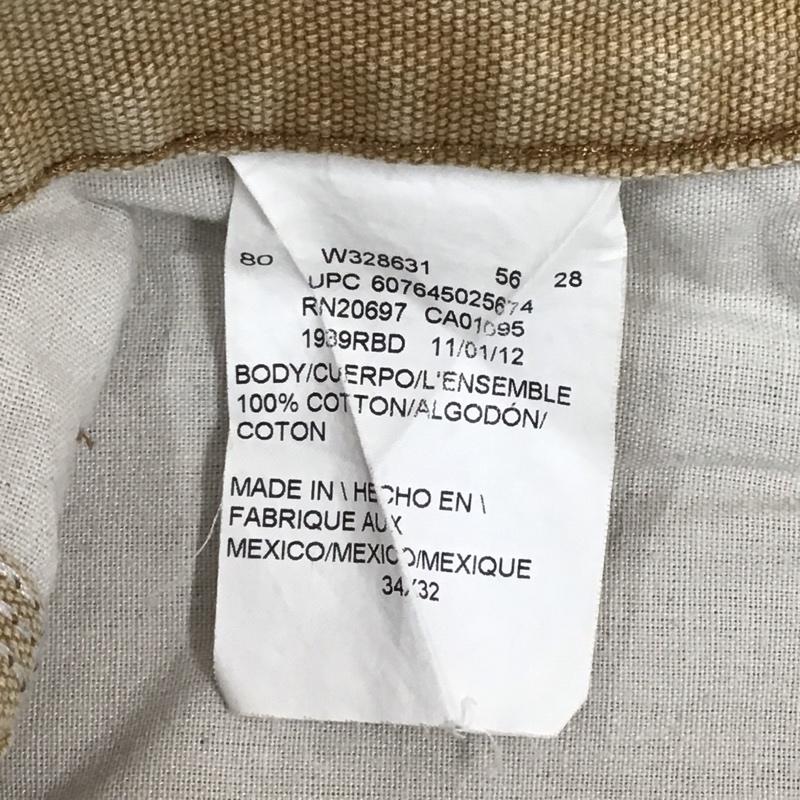 80 W328631 56 28
UPC 607645025674
RN20697 CA01095
1939RBD 11/01/12
BODY/CUERPO/L'ENSEMBLE
100% COTTON/ALGODÓN/
COTON
MADE IN \ HECHO EN \
FABRIQUE AUX
MEXICO/MEXICO/MEXIQUE
34/32